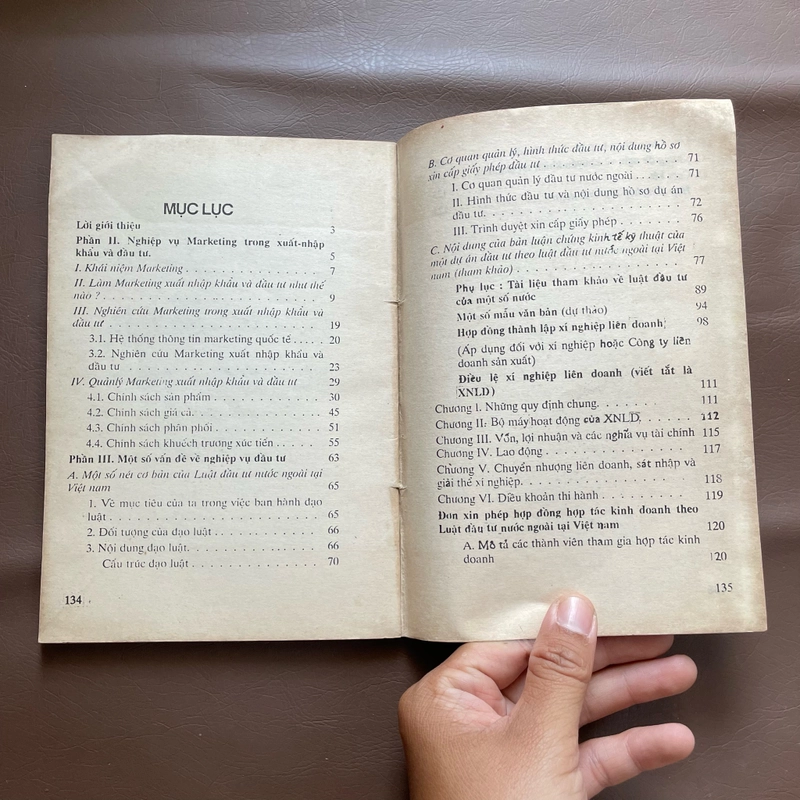 MỤC LỤC
Lời giới thiệu 3
Phần II. Nghiệp vụ Marketing trong xuất-nhập
khẩu và đầu tư. 5
I. Khái niệm Marketing . . . . . . . . . . . . . 7
II. Làm Marketing xuất nhập khẩu và đầu tư như thế
nào ? . . . . . . . . . . . . . . . . . . . . . 9
III. Nghiên cứu Marketing trong xuất nhập khẩu và
đầu tư . . . . . . . . . . . . . . . . . . . . . 19
3.1. Hệ thống thông tin marketing quốc tế . . . . . 20
3.2. Nghiên cứu Marketing xuất nhập khẩu và
đầu tư . . . . . . . . . . . . . . . . . . . . 23
IV. Quản lý Marketing xuất nhập khẩu và đầu tư 29
4.1. Chính sách sản phẩm . . . . . . . . . . . 30
4.2. Chính sách giá cả. . . . . . . . . . . . . 45
4.3. Chính sách phân phối . . . . . . . . . . . 51
4.4. Chính sách khuếch trương xúc tiến . . . . . 55
Phần III. Một số vấn đề về nghiệp vụ đầu tư 63
A. Một số nét cơ bản của Luật đầu tư nước ngoài tại
Việt nam . . . . . . . . . . . . . . . . . . . . 65
1. Về mục tiêu của ta trong việc ban hành đạo
luật. . . . . . . . . . . . . . . . . . . . . . 65
2. Đối tượng của đạo luật . . . . . . . . . . . 66
3. Nội dung đạo luật. . . . . . . . . . . . . . 66
Cấu trúc đạo luật . . . . . . . . . . . . . 70
134
B. Cơ quan quản lý, hình thức đầu tư, nội dung hồ sơ
xin cấp giấy phép đầu tư . . . . . . . . . . . . 71
I. Cơ quan quản lý đầu tư nước ngoài . . . . . 71
II. Hình thức đầu tư và nội dung hồ sơ dự án
đầu tư. . . . . . . . . . . . . . . . . . . . 72
III. Trình duyệt xin cấp giấy phép . . . . . . . 76
C. Nội dung của bản luận chứng kinh tế kỹ thuật của
một dự án đầu tư theo luật đầu tư nước ngoài tại Việt
nam (tham khảo) . . . . . . . . . . . . . . . . 77
Phụ lục : Tài liệu tham khảo về luật đầu tư
của một số nước 89
Một số mẫu văn bản (dự thảo) 94
Hợp đồng thành lập xí nghiệp liên doanh) 98
(Áp dụng đối với xí nghiệp hoặc Công ty liên
doanh sản xuất)
Điều lệ xí nghiệp liên doanh (viết tắt là
XNLD) 111
Chương I. Những quy định chung. . . . . . . . . 111
Chương II. Bộ máy hoạt động của XNLD. . . . . . 112
Chương III. Vốn, lợi nhuận và các nghĩa vụ tài chính 115
Chương IV. Lao động . . . . . . . . . . . . . . 117
Chương V. Chuyển nhượng liên doanh, sát nhập và
giải thể xí nghiệp. . . . . . . . . . . . . . . . 118
Chương VI. Điều khoản thi hành . . . . . . . . . 119
Đơn xin phép hợp đồng hợp tác kinh doanh theo
Luật đầu tư nước ngoài tại Việt nam 120
A. Mô tả các thành viên tham gia hợp tác kinh
doanh 120
135